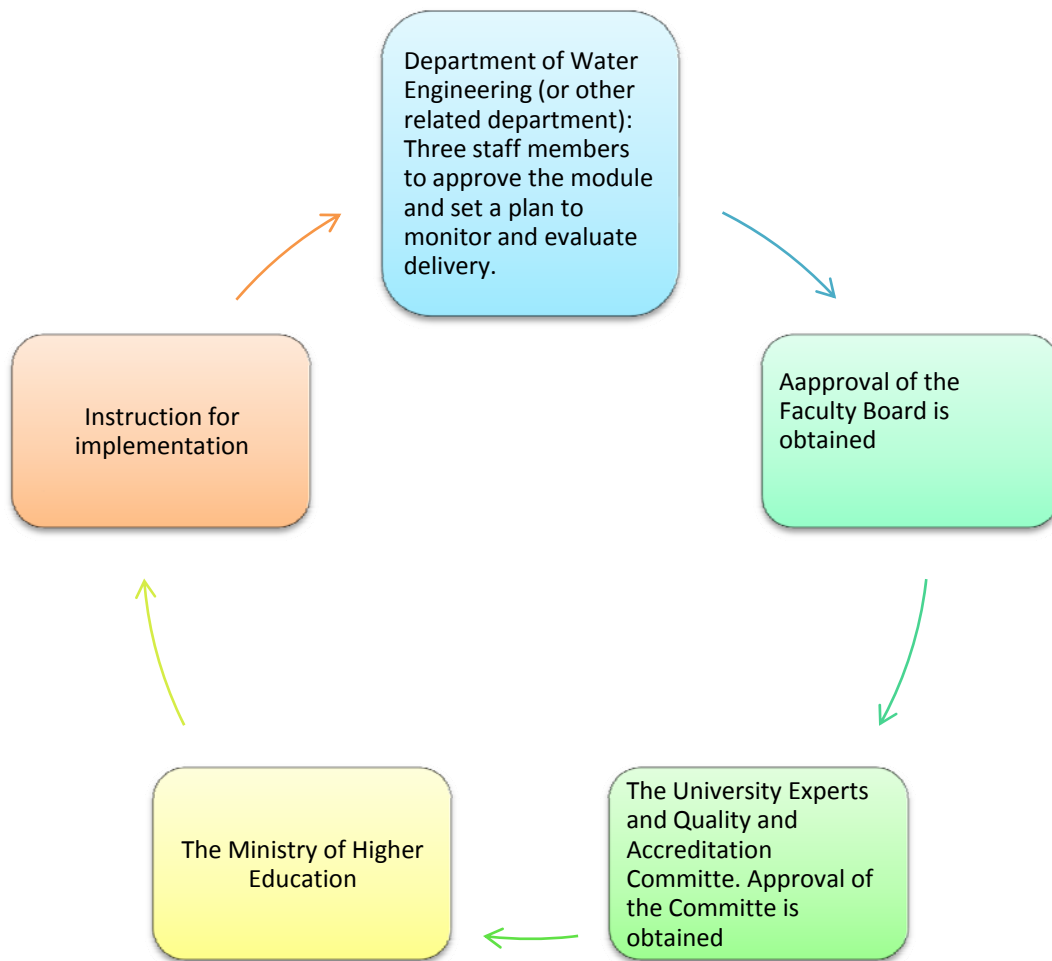 Department of Water
Engineering (or other
related department):
Three staff members
to approve the module
and set a plan to
monitor and evaluate
delivery.
Aapproval of the
Faculty Board is
obtained
The University Experts
and Quality and
Accreditation
Committe. Approval of
the Committe is
obtained
The Ministry of Higher
Education
Instruction for
implementation